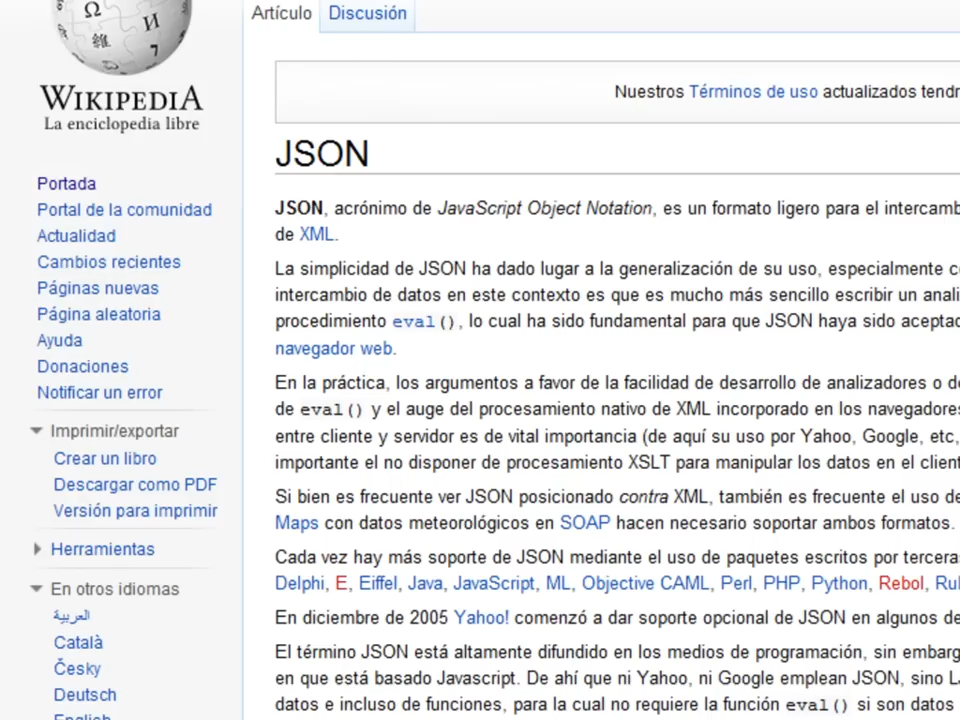 Ω
И
維
7
WIKIPEDIA
La enciclopedia libre
Portada
Portal de la comunidad
Actualidad
Cambios recientes
Páginas nuevas
Página aleatoria
Ayuda
Donaciones
Notificar un error
Imprimir/exportar
Crear un libro
Descargar como PDF
Versión para imprimir
Herramientas
En otros idiomas
العربية
Català
Česky
Deutsch
English
Artículo Discusión
Nuestros Términos de uso actualizados tendr
JSON
JSON, acrónimo de JavaScript Object Notation, es un formato ligero para el intercamb
de XML.
La simplicidad de JSON ha dado lugar a la generalización de su uso, especialmente c
intercambio de datos en este contexto es que es mucho más sencillo escribir un anali
procedimiento eval(), lo cual ha sido fundamental para que JSON haya sido aceptad
navegador web.
En la práctica, los argumentos a favor de la facilidad de desarrollo de analizadores o d
de eval() y el auge del procesamiento nativo de XML incorporado en los navegadores
entre cliente y servidor es de vital importancia (de aquí su uso por Yahoo, Google, etc,
importante el no disponer de procesamiento XSLT para manipular los datos en el client
Si bien es frecuente ver JSON posicionado contra XML, también es frecuente el uso de
Maps con datos meteorológicos en SOAP hacen necesario soportar ambos formatos.
Cada vez hay más soporte de JSON mediante el uso de paquetes escritos por terceras
Delphi, E, Eiffel, Java, JavaScript, ML, Objective CAML, Perl, PHP, Python, Rebol, Rub
En diciembre de 2005 Yahoo! comenzó a dar soporte opcional de JSON en algunos de
El término JSON está altamente difundido en los medios de programación, sin embarg
en que está basado Javascript. De ahí que ni Yahoo, ni Google emplean JSON, sino L
datos e incluso de funciones, para la cual no requiere la función eval() si son datos